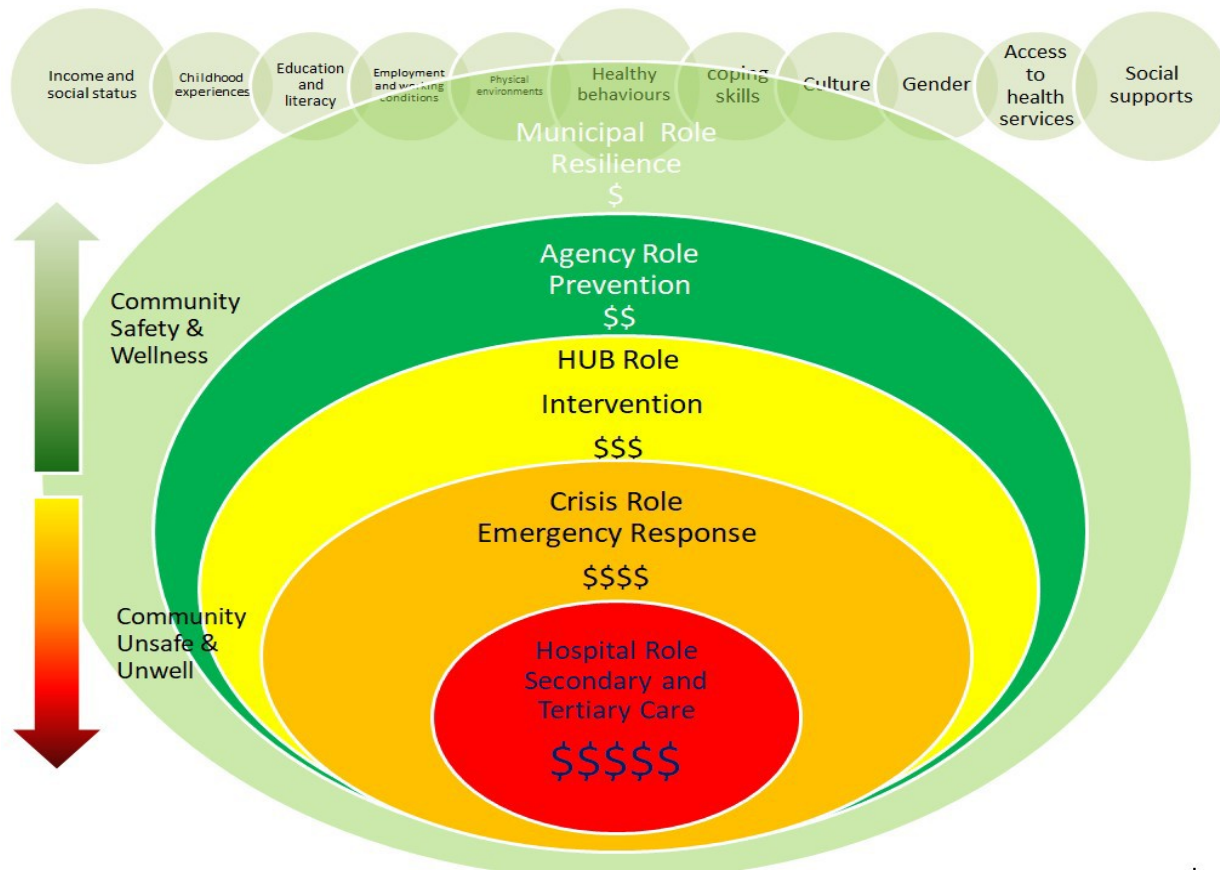 Income and
social status
Childhood
experiences
Education
and
literacy
Employment
and working
conditions
Physical
environments
Healthy
behaviours
coping
skills
Culture
Gender
Access
to
health
services
Social
supports
Municipal Role
Resilience
$
Agency Role
Prevention
$$
HUB Role
Intervention
$$$
Crisis Role
Emergency Response
$$$$
Hospital Role
Secondary and
Tertiary Care
$$$$$
Community
Safety &
Wellness
Community
Unsafe &
Unwell